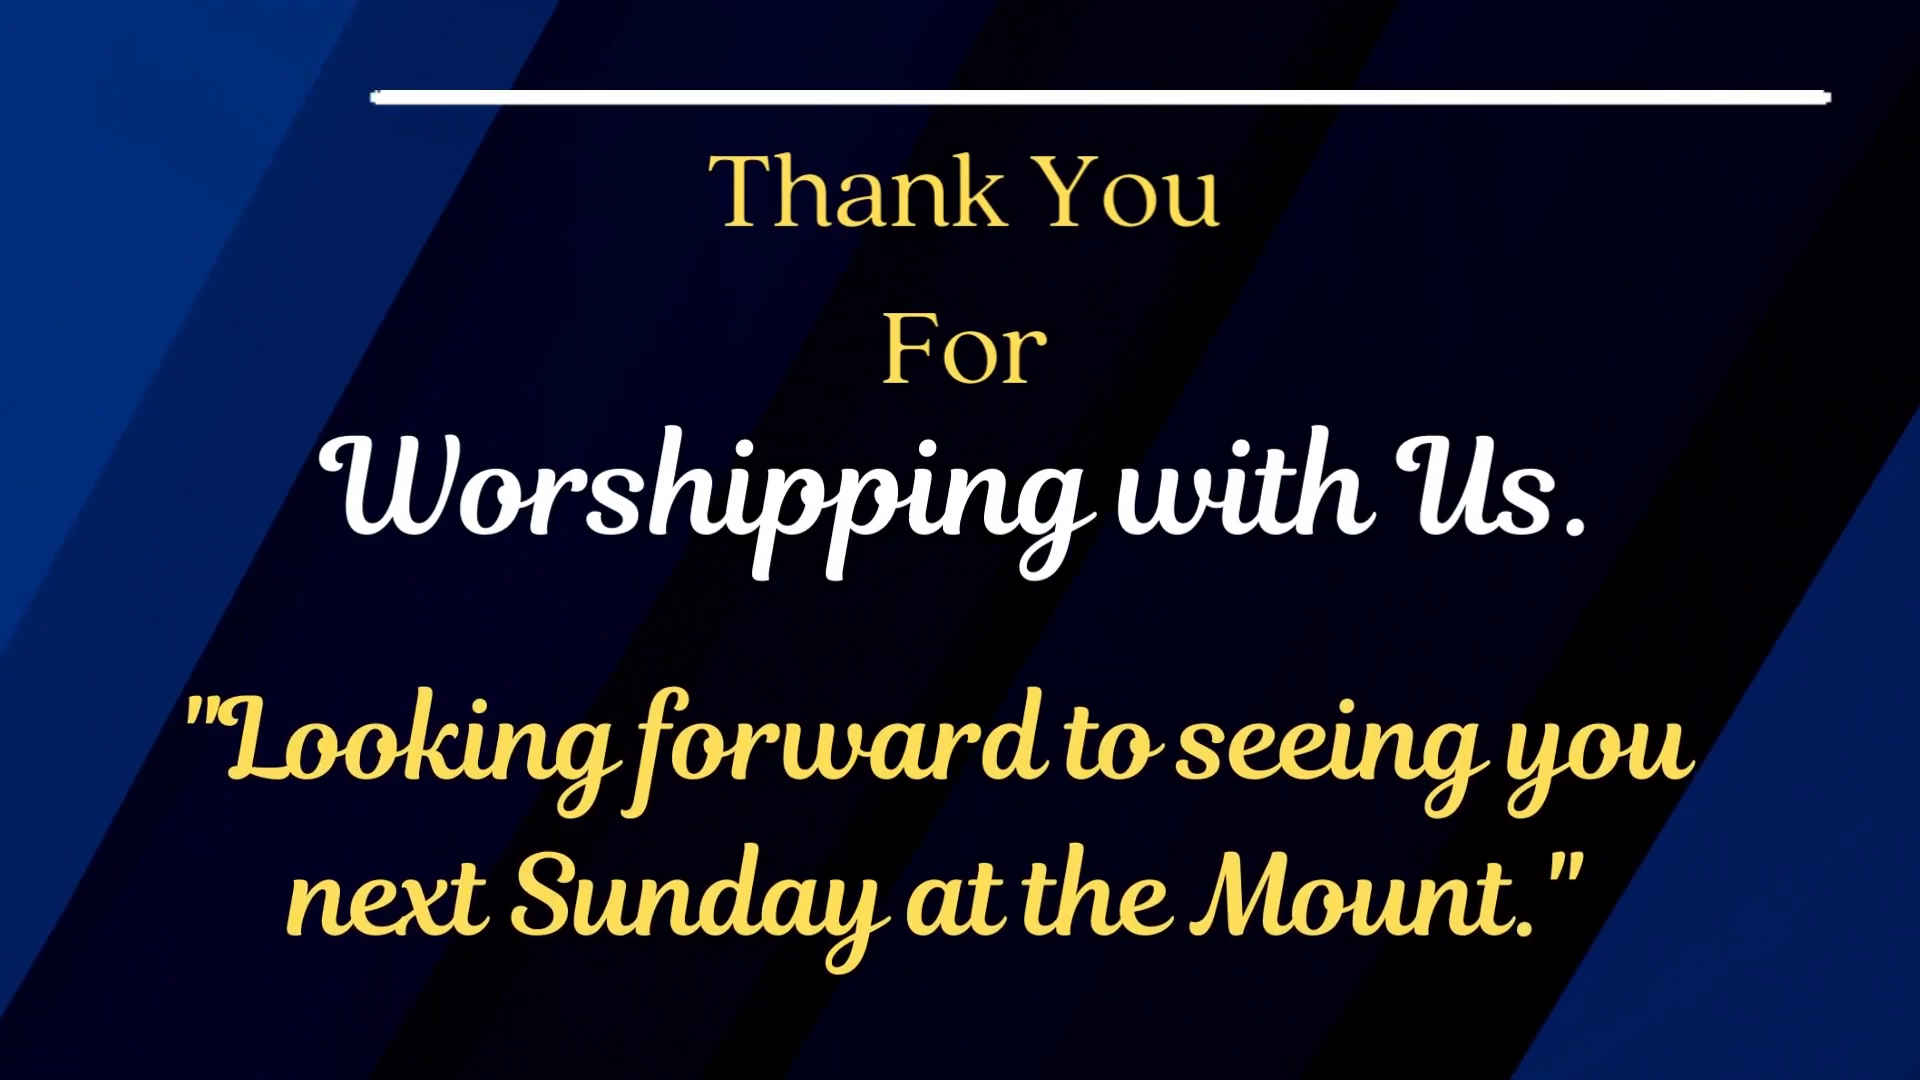 Thank You
For
Worshipping with Us.
"Looking forward to seeing you
next Sunday at the Mount."